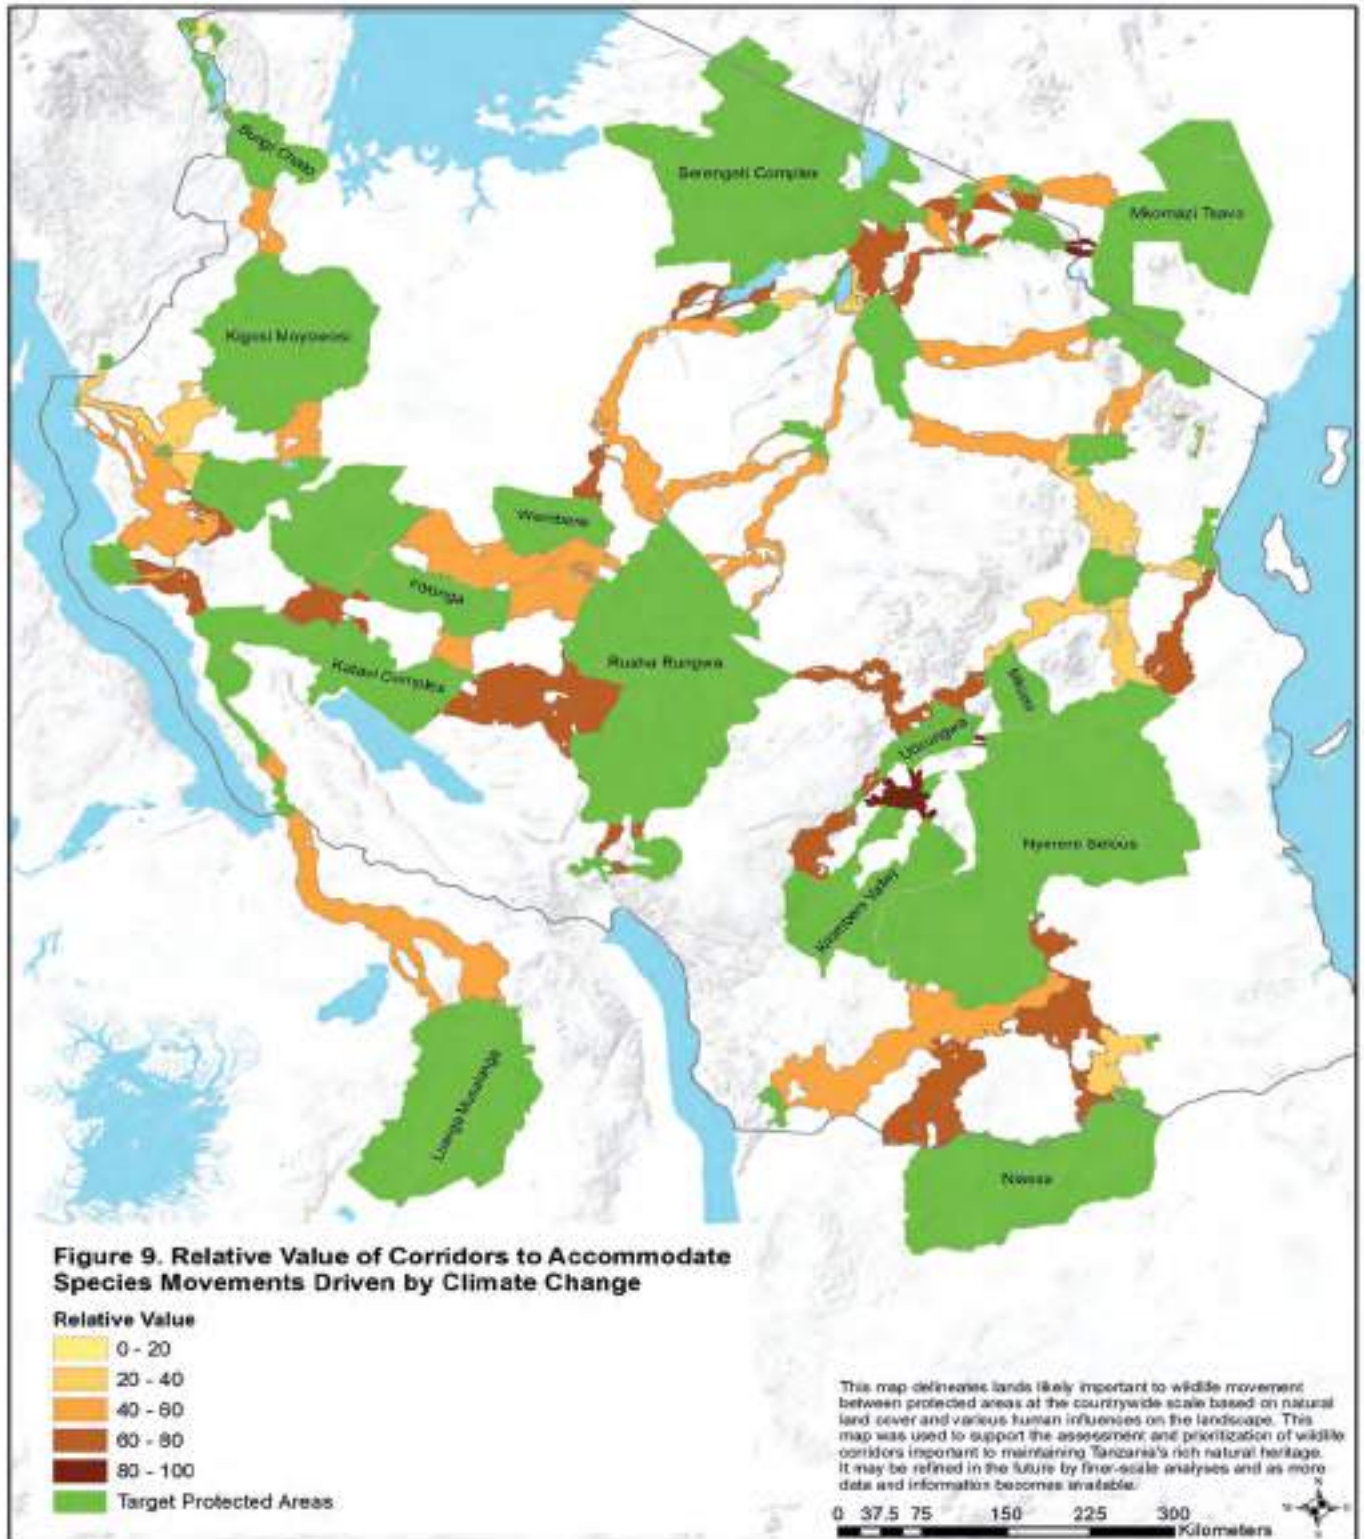 Burigi Chato
Serengeti Complex
Mkomazi Tsavo
Kigosi Moyowosi
Wembere
Katavi Complex
Ruaha Rungwa
Mikumi
Udzungwa
Nyerere Selous
Kilombero Valley
Niassa
Figure 9. Relative Value of Corridors to Accommodate
Species Movements Driven by Climate Change
Relative Value
0 - 20
20 - 40
40 - 60
60 - 80
80 - 100
Target Protected Areas
This map delineates lands likely important to wildlife movement
between protected areas at the countrywide scale based on natural
land cover and various human influences on the landscape. This
map was used to support the assessment and prioritization of wildlife
corridors important to maintaining Tanzania's rich natural heritage.
It may be refined in the future by finer-scale analyses and as more
data and information becomes available.
0 37.5 75 150 225 300
Kilometers